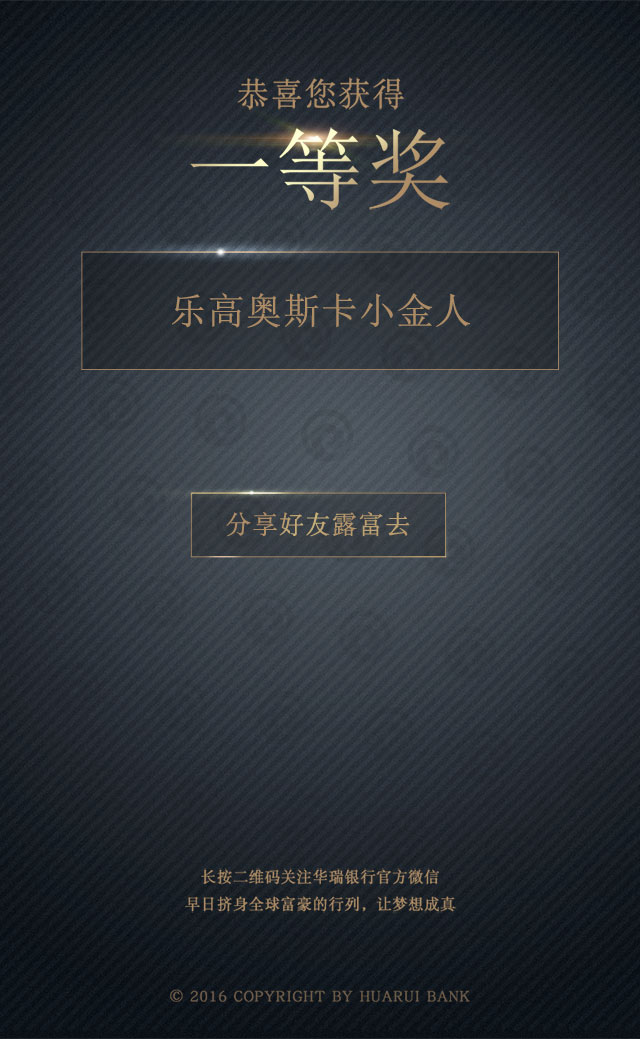 恭喜您获得
一等奖
乐高奥斯卡小金人
分享好友露富去
长按二维码关注华瑞银行官方微信
早日挤身全球富豪的行列，让梦想成真
© 2016 COPYRIGHT BY HUARUI BANK